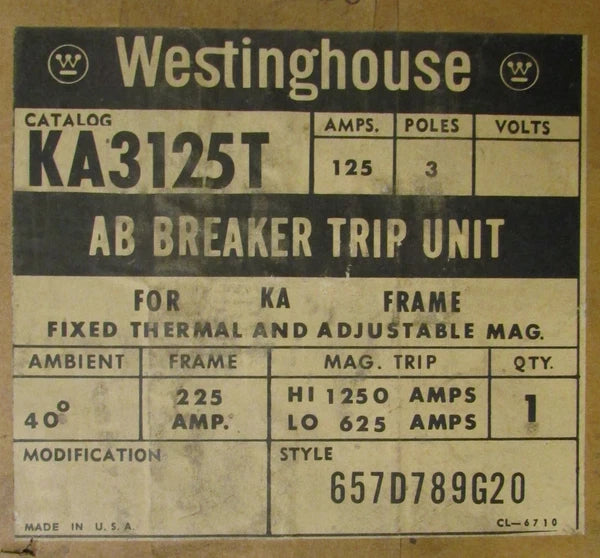 Westinghouse
CATALOG
KA3125T
AMPS.
125
POLES
3
VOLTS
AB BREAKER TRIP UNIT
FOR KA FRAME
FIXED THERMAL AND ADJUSTABLE MAG.
AMBIENT
40°
FRAME
225
AMP.
MAG. TRIP
HI 1250 AMPS
LO 625 AMPS
QTY.
1
MODIFICATION
STYLE
657D789G20
MADE IN U.S.A.
CL-6710